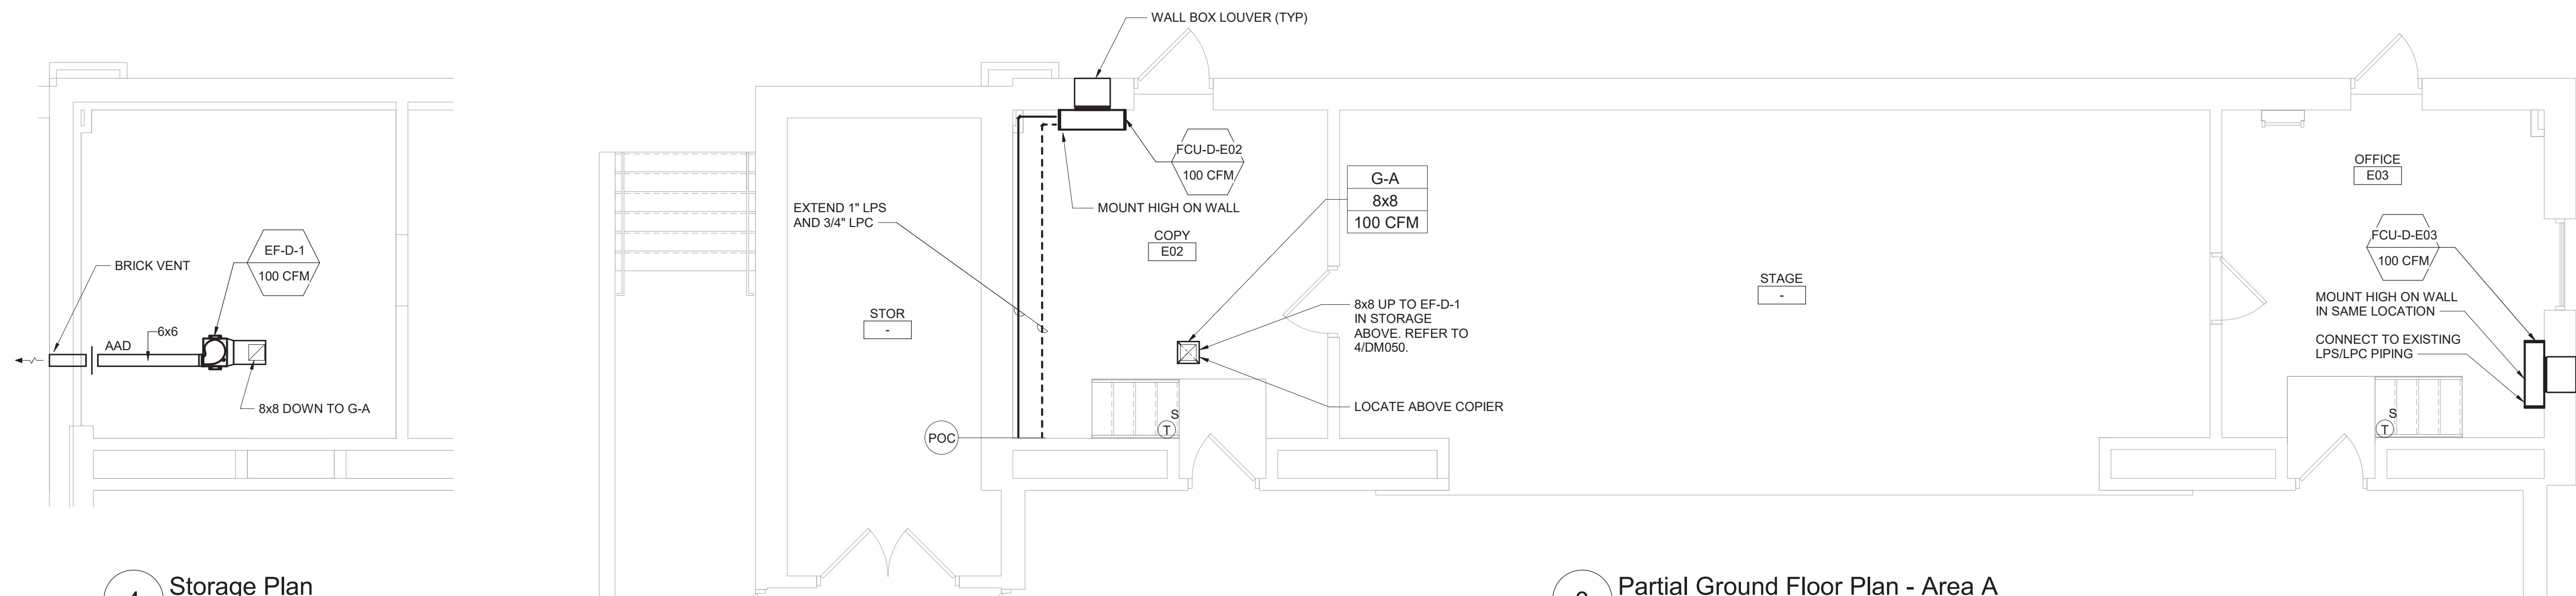 BRICK VENT
AAD
6x6
EF-D-1
100 CFM
8x8 DOWN TO G-A
Storage Plan
WALL BOX LOUVER (TYP)
FCU-D-E02
100 CFM
MOUNT HIGH ON WALL
EXTEND 1" LPS
AND 3/4" LPC
COPY
E02
STOR
-
POC
S
T
G-A
8x8
100 CFM
8x8 UP TO EF-D-1
IN STORAGE
ABOVE. REFER TO
4/DM050.
LOCATE ABOVE COPIER
STAGE
-
OFFICE
E03
FCU-D-E03
100 CFM
MOUNT HIGH ON WALL
IN SAME LOCATION
CONNECT TO EXISTING
LPS/LPC PIPING
S
T
Partial Ground Floor Plan - Area A